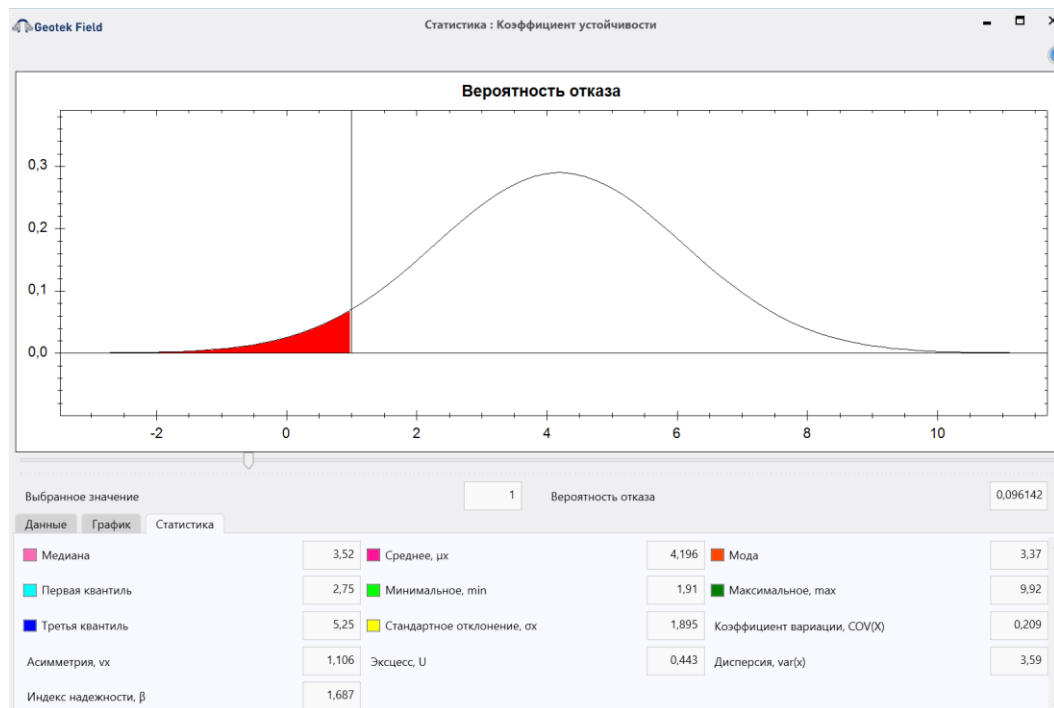 Geotek Field
Статистика : Коэффициент устойчивости
Вероятность отказа
0,3
0,2
0,1
0,0
-2 0 2 4 6 8 10
Выбранное значение 1 Вероятность отказа 0,096142
Данные График Статистика
Медиана 3,52 Среднее, μx 4,196 Мода 3,37
Первая квантиль 2,75 Минимальное, min 1,91 Максимальное, max 9,92
Третья квантиль 5,25 Стандартное отклонение, σx 1,895 Коэффициент вариации, COV(X) 0,209
Асимметрия, νx 1,106 Эксцесс, U 0,443 Дисперсия, var(x) 3,59
Индекс надежности, β 1,687